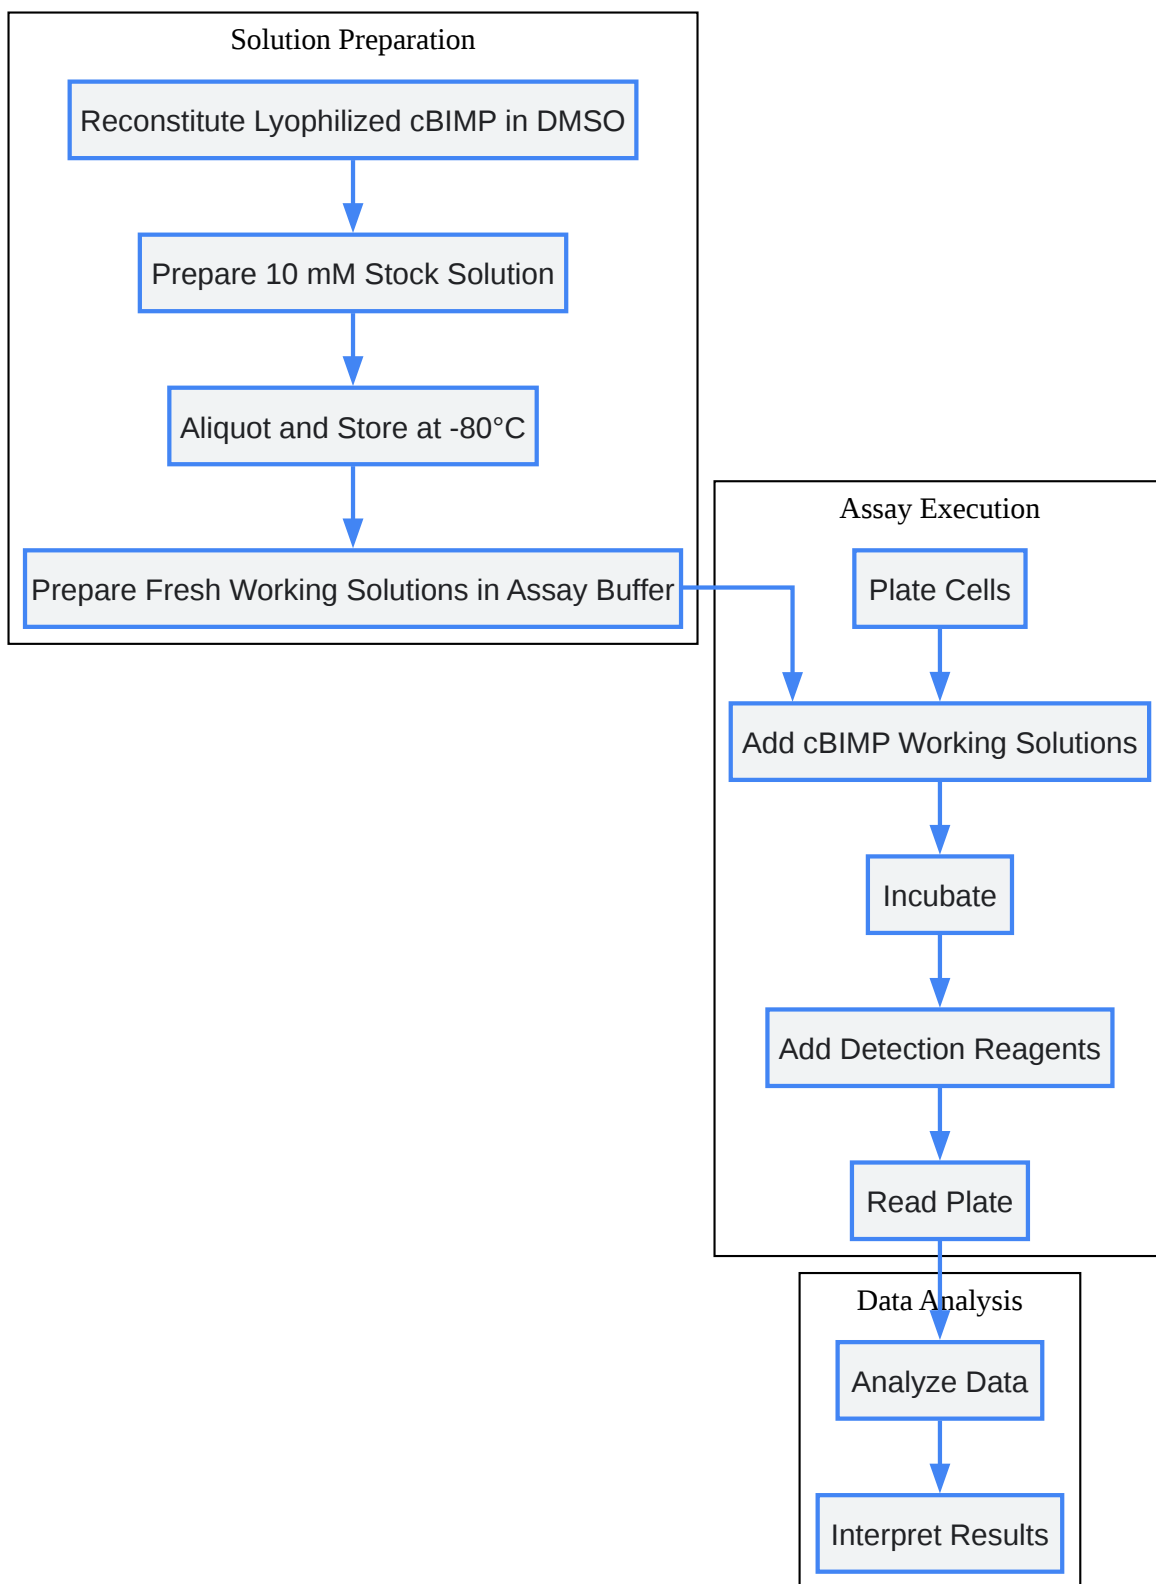 Solution Preparation
Reconstitute Lyophilized cBIMP in DMSO
Prepare 10 mM Stock Solution
Aliquot and Store at -80°C
Prepare Fresh Working Solutions in Assay Buffer
Assay Execution
Plate Cells
Add cBIMP Working Solutions
Incubate
Add Detection Reagents
Read Plate
Data Analysis
Analyze Data
Interpret Results